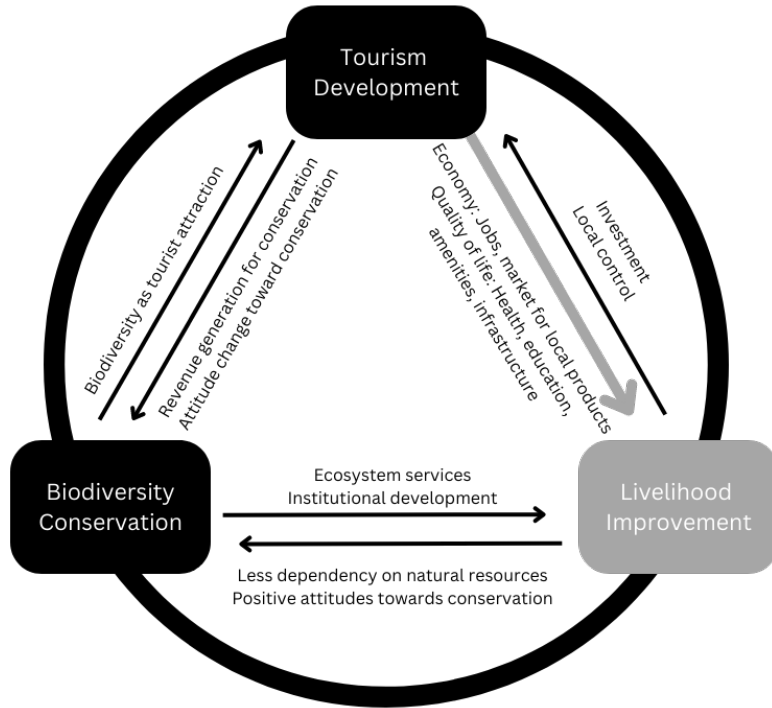 Tourism
Development
Biodiversity as tourist attraction
Revenue generation for conservation
Attitude change toward conservation
Economy: Jobs, market for local products
Quality of life: Health, education,
amenities, infrastructure
Investment
Local control
Biodiversity
Conservation
Ecosystem services
Institutional development
Livelihood
Improvement
Less dependency on natural resources
Positive attitudes towards conservation